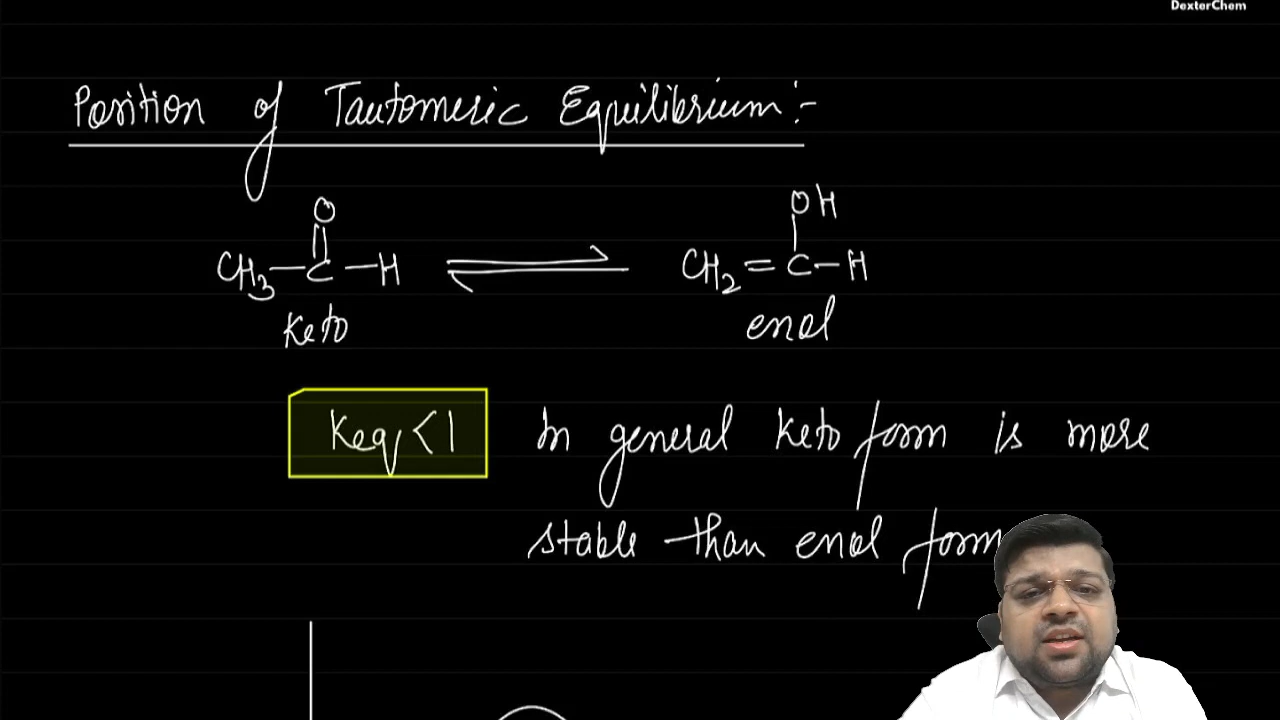 DexterChem
Position of Tautomeric Equilibrium :-
O
OH
CH3 — C — H ⇌ CH2 = C — H
Keto
enol
Keq < 1 In general keto form is more
stable than enol form